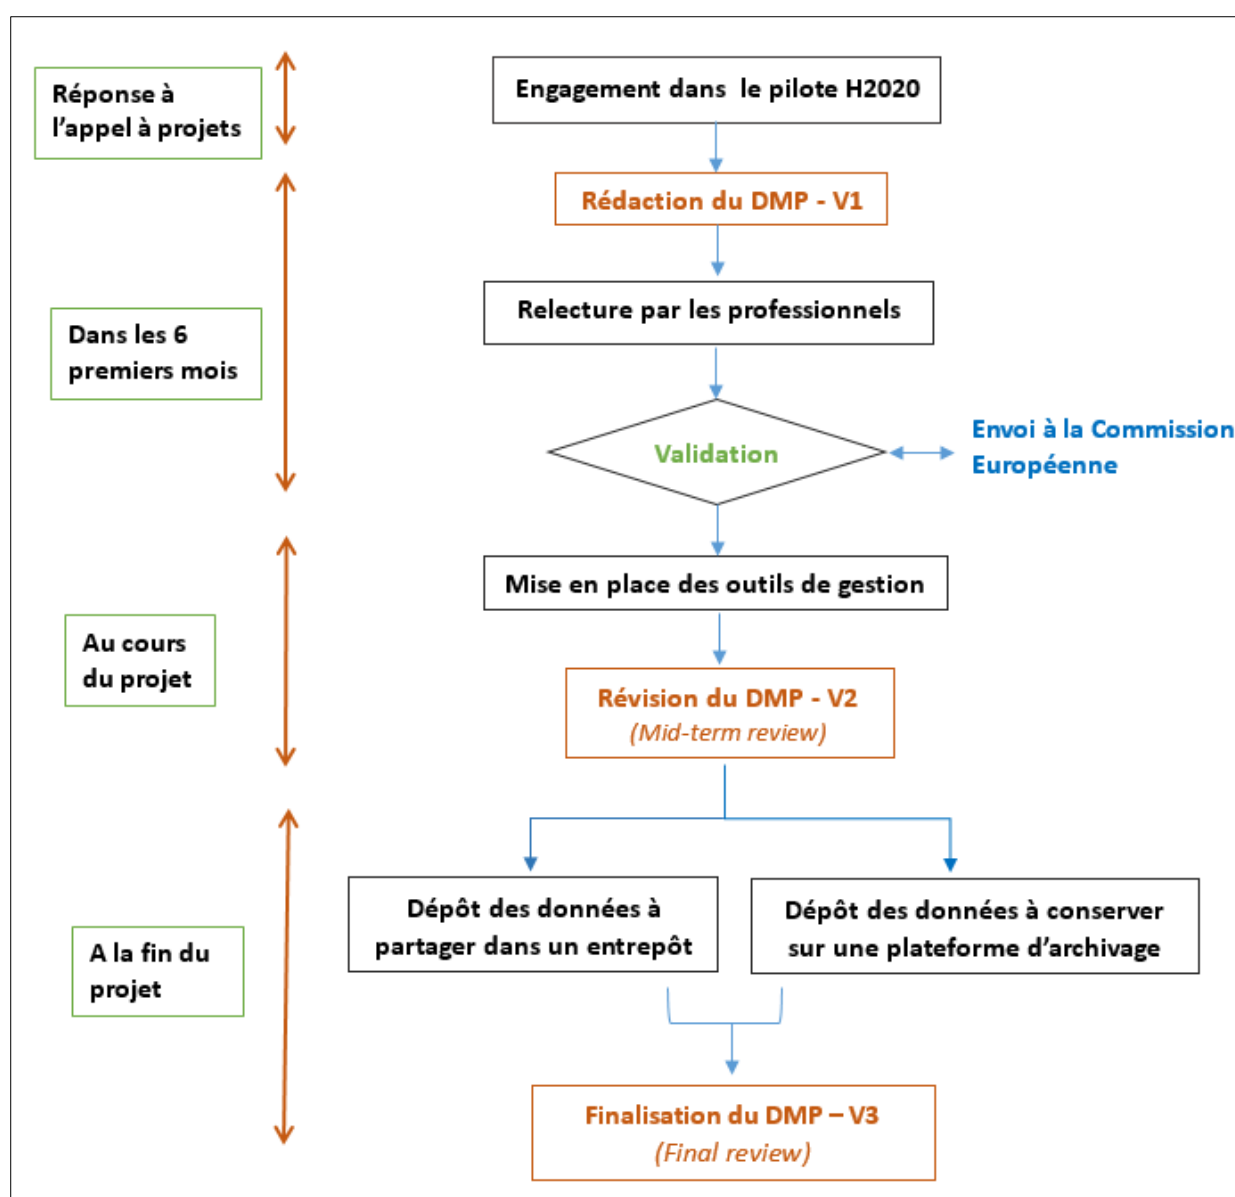 Réponse à
l’appel à projets
Engagement dans le pilote H2020
Rédaction du DMP - V1
Relecture par les professionnels
Dans les 6
premiers mois
Validation
Envoi à la Commission
Européenne
Mise en place des outils de gestion
Au cours
du projet
Révision du DMP - V2
(Mid-term review)
Dépôt des données à
partager dans un entrepôt
Dépôt des données à conserver
sur une plateforme d’archivage
A la fin du
projet
Finalisation du DMP – V3
(Final review)